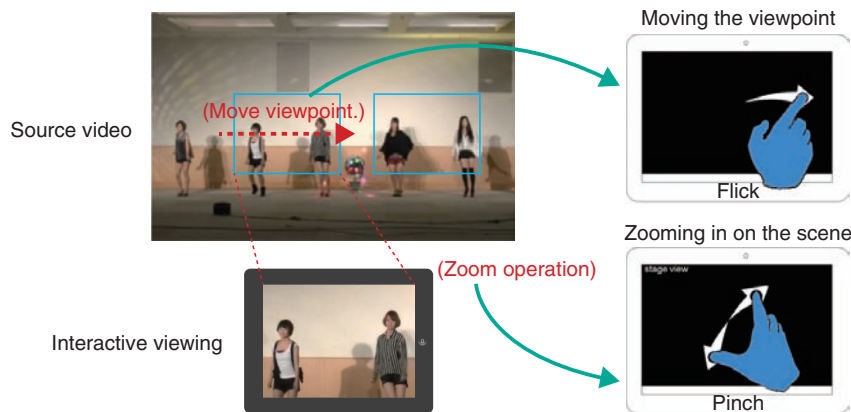 Moving the viewpoint
(Move viewpoint.)
Source video
Flick
Zooming in on the scene
(Zoom operation)
stage view
Interactive viewing
Pinch